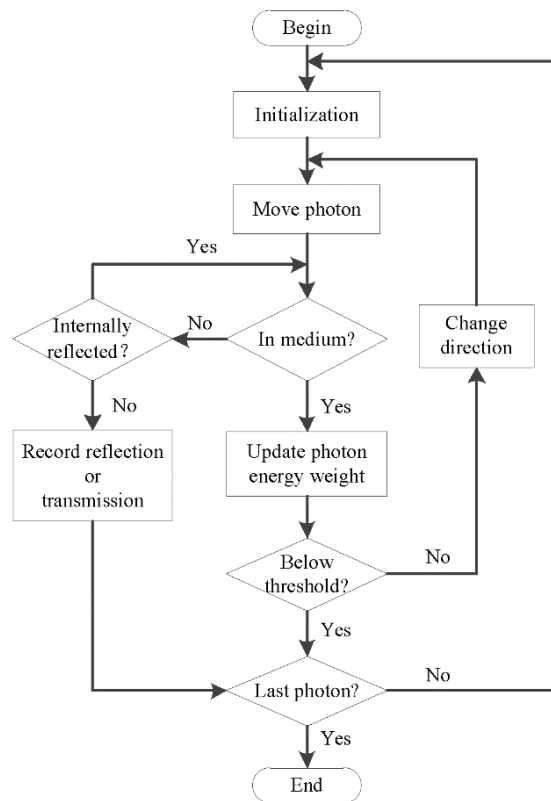 Begin
Initialization
Move photon
Yes
Internally
reflected?
No
In medium?
Change
direction
No
Yes
Record reflection
or
transmission
Update photon
energy weight
Below
threshold?
No
Yes
Last photon?
No
Yes
End